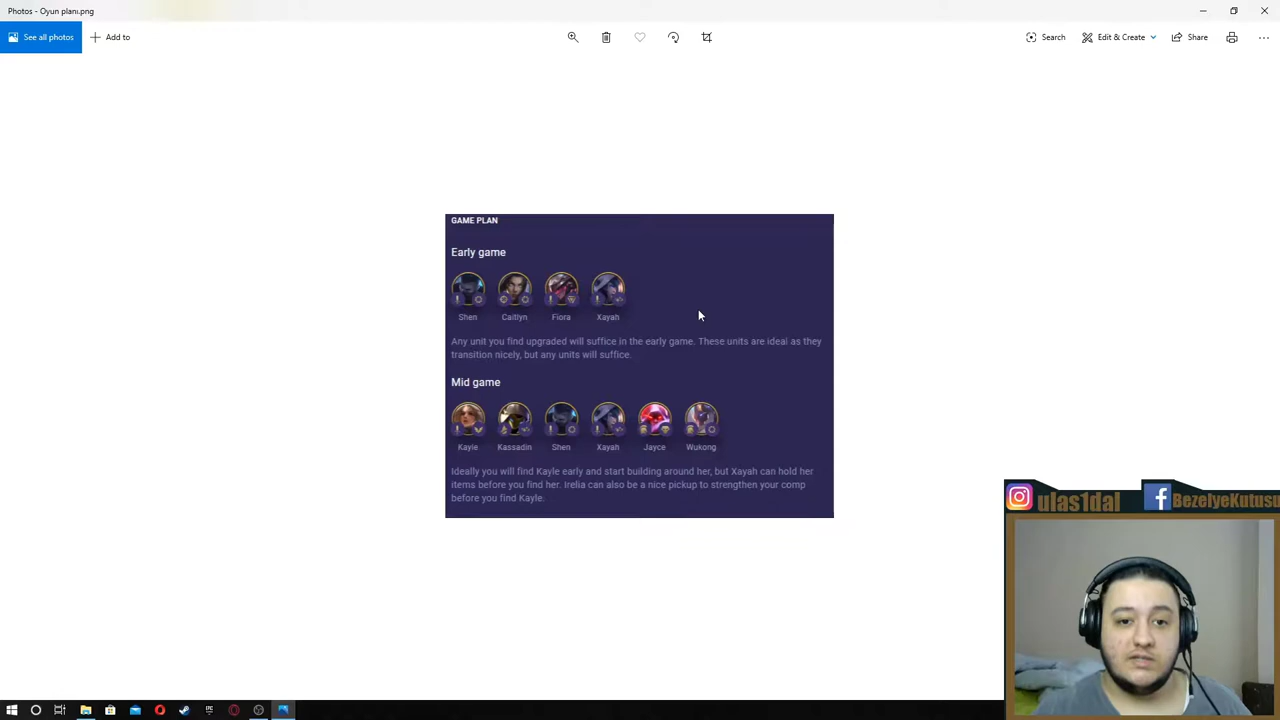 Photos - Oyun planı.png
See all photos
Add to
Search
Edit & Create
Share
GAME PLAN
Early game
Shen
Caitlyn
Fiora
Xayah
Any unit you find upgraded will suffice in the early game. These units are ideal as they
transition nicely, but any units will suffice.
Mid game
Kayle
Kassadin
Shen
Xayah
Jayce
Wukong
Ideally you will find Kayle early and start building around her, but Xayah can hold her
items before you find her. Irelia can also be a nice pickup to strengthen your comp
before you find Kayle.
ulas1dal
BezelyeKutusu